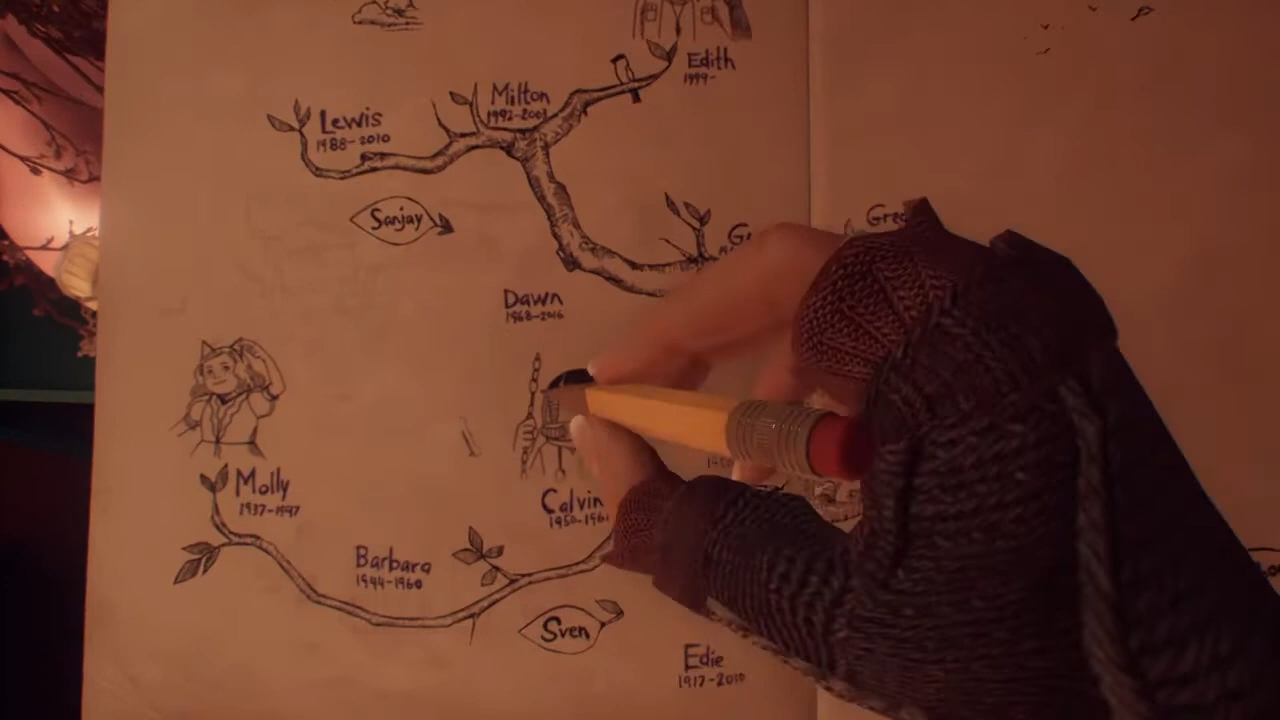 Edith
1999-
Milton
1992-2003
Lewis
1988-2010
Sanjay
Dawn
1968-2016
Molly
1937-1947
Calvin
Barbara
1944-1960
Sven
Edie
1917-2010